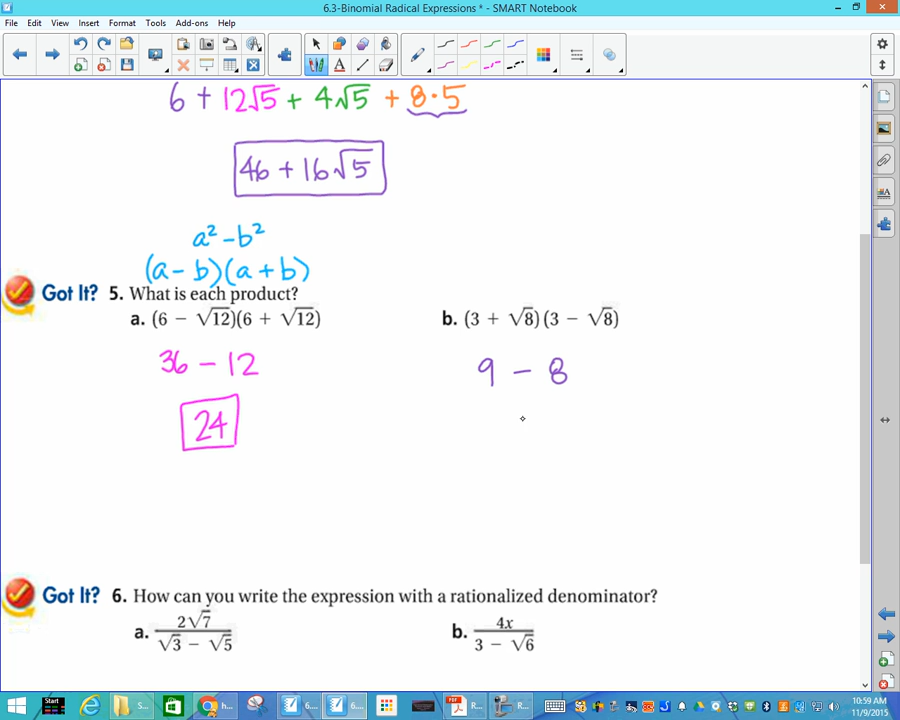 6.3-Binomial Radical Expressions * - SMART Notebook
File Edit View Insert Format Tools Add-ons Help
6 + 12√5 + 4√5 + 8·5
46 + 16√5
a² - b²
(a - b)(a + b)
Got It? 5. What is each product?
a. (6 − √12)(6 + √12)
b. (3 + √8)(3 − √8)
36 - 12
9 - 8
24
Got It? 6. How can you write the expression with a rationalized denominator?
a. 2√7 / √3 − √5
b. 4x / 3 − √6
Start
S...
h...
6...
6...
R...
R...
10:59 AM
11/9/2015